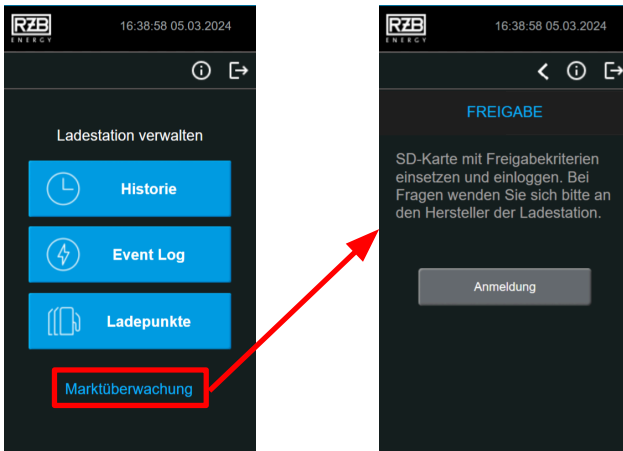 RZB
ENERGY
16:38:58 05.03.2024
Ladestation verwalten
Historie
Event Log
Ladepunkte
Marktüberwachung
RZB
ENERGY
16:38:58 05.03.2024
FREIGABE
SD-Karte mit Freigabekriterien
einsetzen und einloggen. Bei
Fragen wenden Sie sich bitte an
den Hersteller der Ladestation.
Anmeldung